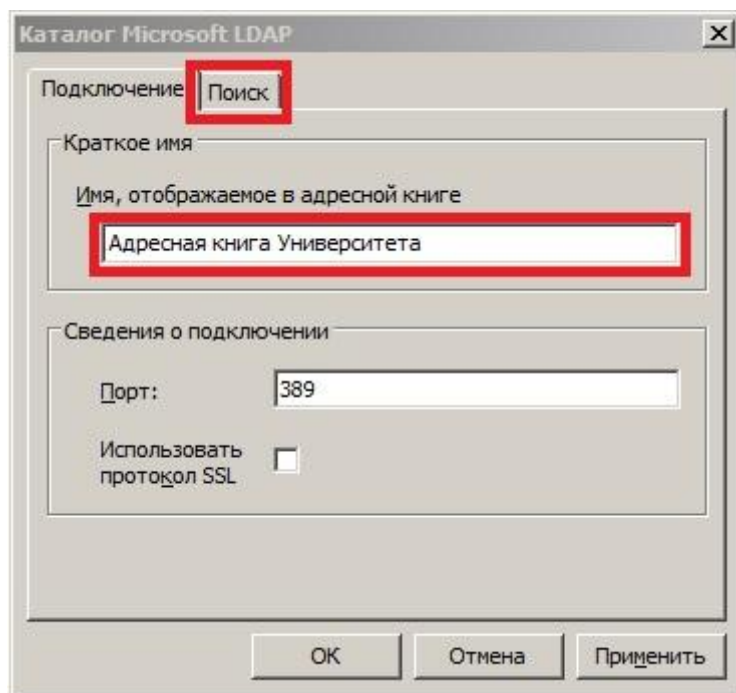 Каталог Microsoft LDAP
Подключение Поиск
Краткое имя
Имя, отображаемое в адресной книге
Адресная книга Университета
Сведения о подключении
Порт: 389
Использовать
протокол SSL
ОК Отмена Применить